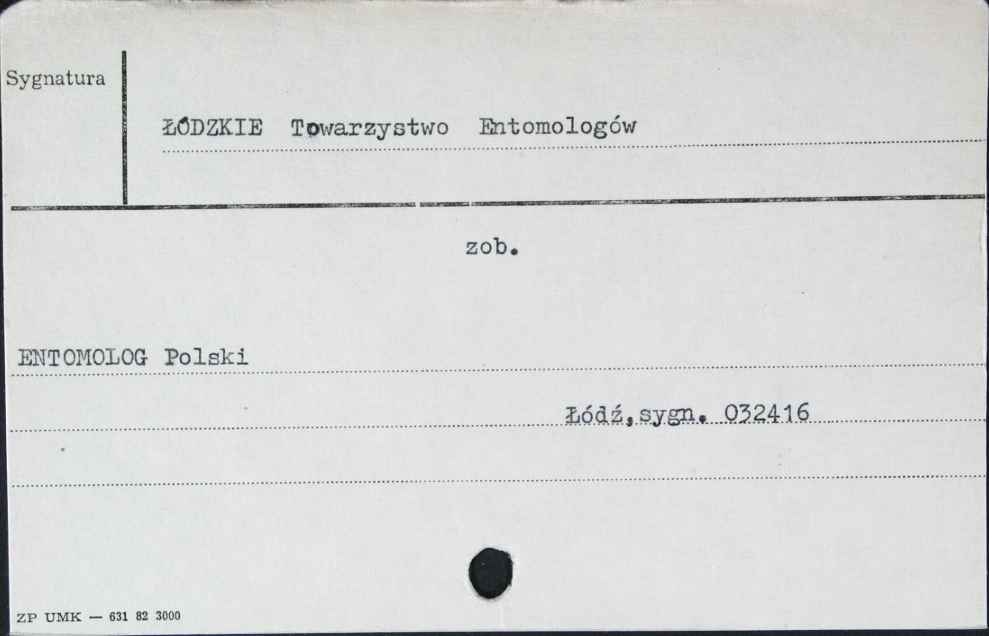 Sygnatura
ŁÓDZKIE Towarzystwo Entomologów
zob.
ENTOMOLOG Polski
Łódź,sygn. 032416
ZP UMK — 631 82 3000